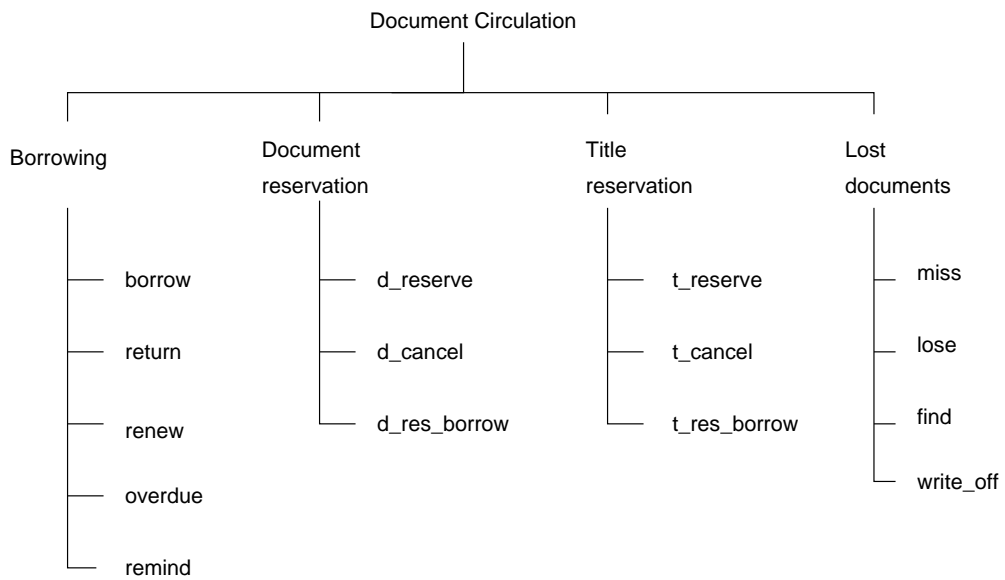 Document Circulation
Borrowing
Document
reservation
Title
reservation
Lost
documents
borrow
return
renew
overdue
remind
d_reserve
d_cancel
d_res_borrow
t_reserve
t_cancel
t_res_borrow
miss
lose
find
write_off